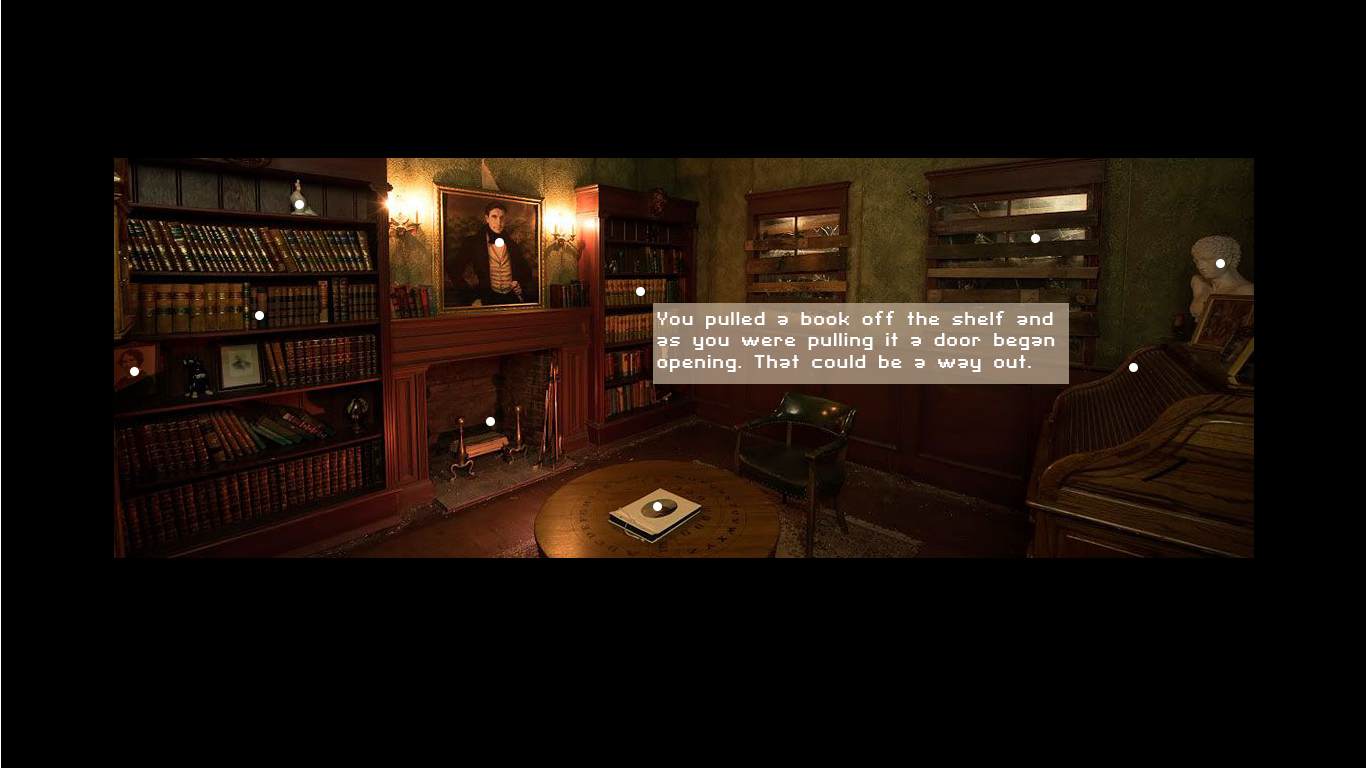 You pulled a book off the shelf and
as you were pulling it a door began
opening. That could be a way out.